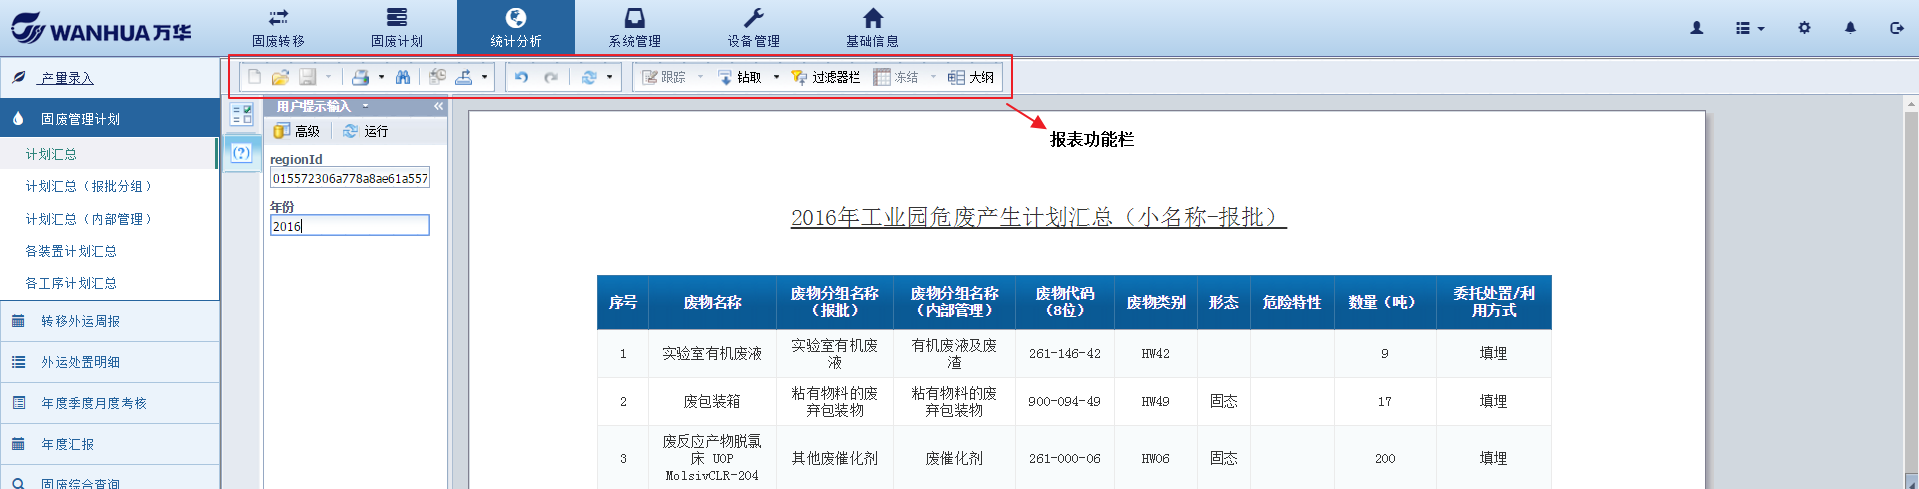 WANHUA万华
固废转移
固废计划
统计分析
系统管理
设备管理
基础信息
产量录入
固废管理计划
计划汇总
计划汇总（报批分组）
计划汇总（内部管理）
各装置计划汇总
各工序计划汇总
转移外运周报
外运处置明细
年度季度月度考核
年度汇报
固废综合查询
跟踪
钻取
过滤器栏
冻结
大纲
用户提示输入
高级
运行
regionId
015572306a778a8ae61a557
年份
2016
报表功能栏
2016年工业园危废产生计划汇总（小名称-报批）
序号 废物名称 废物分组名称（报批） 废物分组名称（内部管理） 废物代码（8位） 废物类别 形态 危险特性 数量（吨） 委托处置/利用方式
1 实验室有机废液 实验室有机废液 有机废液及废渣 261-146-42 HW42 9 填埋
2 废包装箱 粘有物料的废弃包装物 粘有物料的废弃包装物 900-094-49 HW49 固态 17 填埋
3 废反应产物脱氯床 UOP MolsivCLR-204 其他废催化剂 废催化剂 261-000-06 HW06 固态 200 填埋